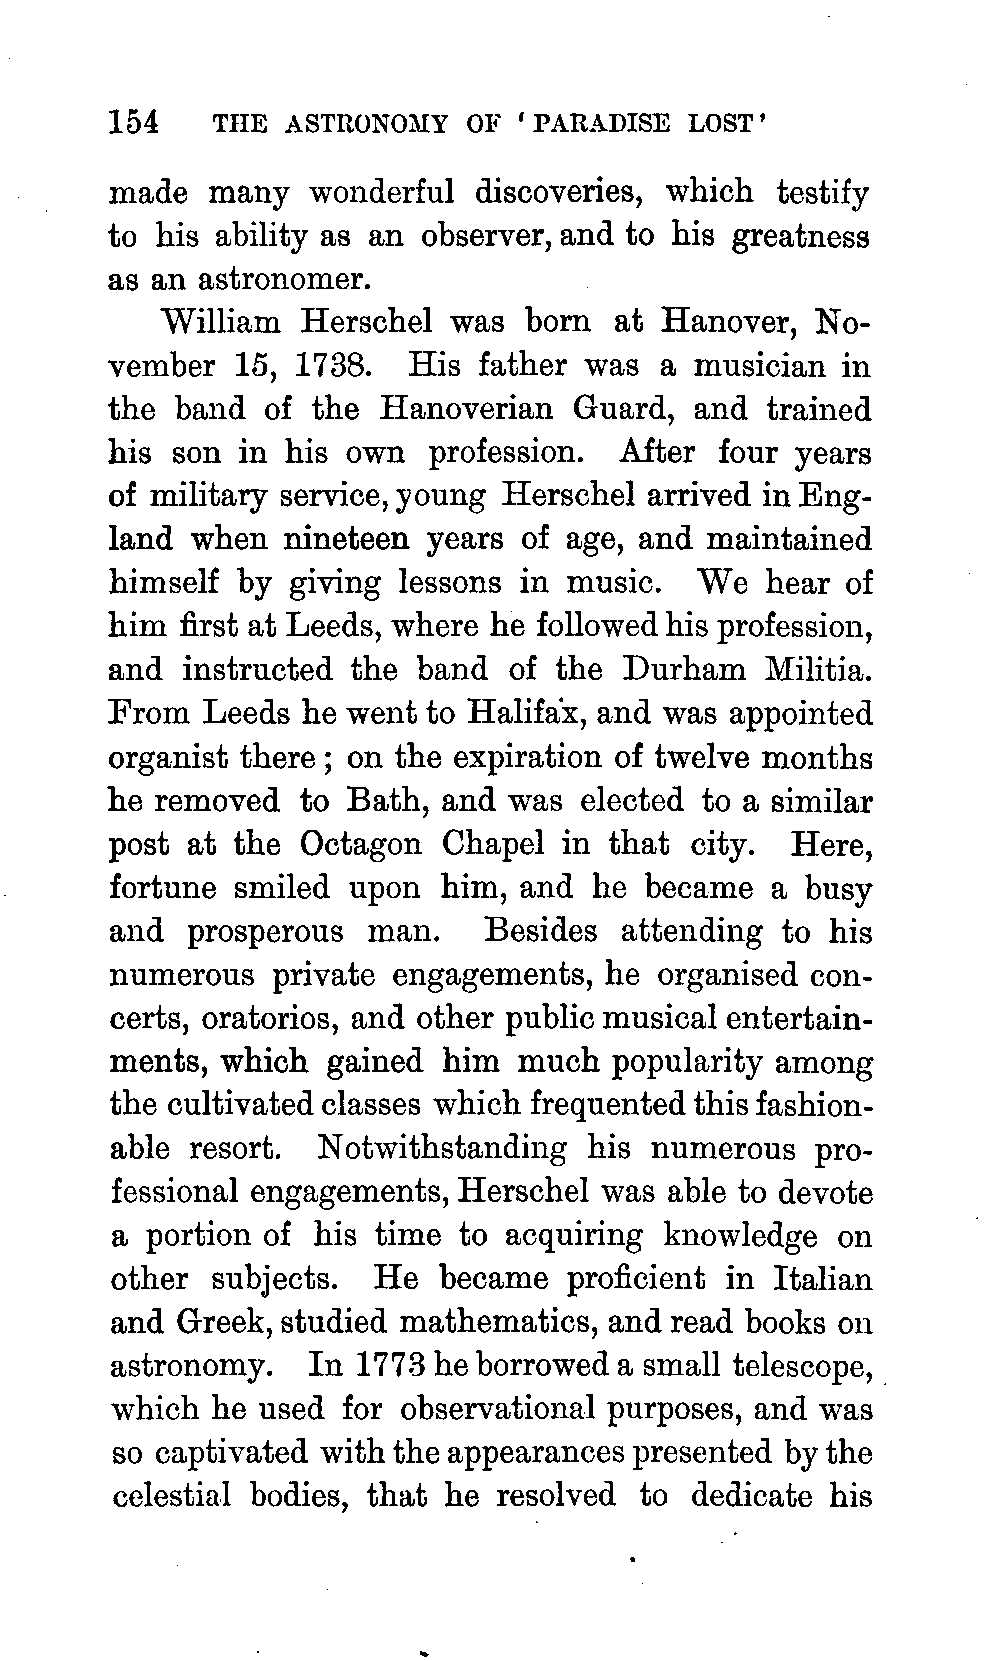 154 THE ASTRONOMY OF ‘PARADISE LOST’
made many wonderful discoveries, which testify
to his ability as an observer, and to his greatness
as an astronomer.
William Herschel was born at Hanover, No-
vember 15, 1738. His father was a musician in
the band of the Hanoverian Guard, and trained
his son in his own profession. After four years
of military service, young Herschel arrived in Eng-
land when nineteen years of age, and maintained
himself by giving lessons in music. We hear of
him first at Leeds, where he followed his profession,
and instructed the band of the Durham Militia.
From Leeds he went to Halifax, and was appointed
organist there; on the expiration of twelve months
he removed to Bath, and was elected to a similar
post at the Octagon Chapel in that city. Here,
fortune smiled upon him, and he became a busy
and prosperous man. Besides attending to his
numerous private engagements, he organised con-
certs, oratorios, and other public musical entertain-
ments, which gained him much popularity among
the cultivated classes which frequented this fashion-
able resort. Notwithstanding his numerous pro-
fessional engagements, Herschel was able to devote
a portion of his time to acquiring knowledge on
other subjects. He became proficient in Italian
and Greek, studied mathematics, and read books on
astronomy. In 1773 he borrowed a small telescope,
which he used for observational purposes, and was
so captivated with the appearances presented by the
celestial bodies, that he resolved to dedicate his